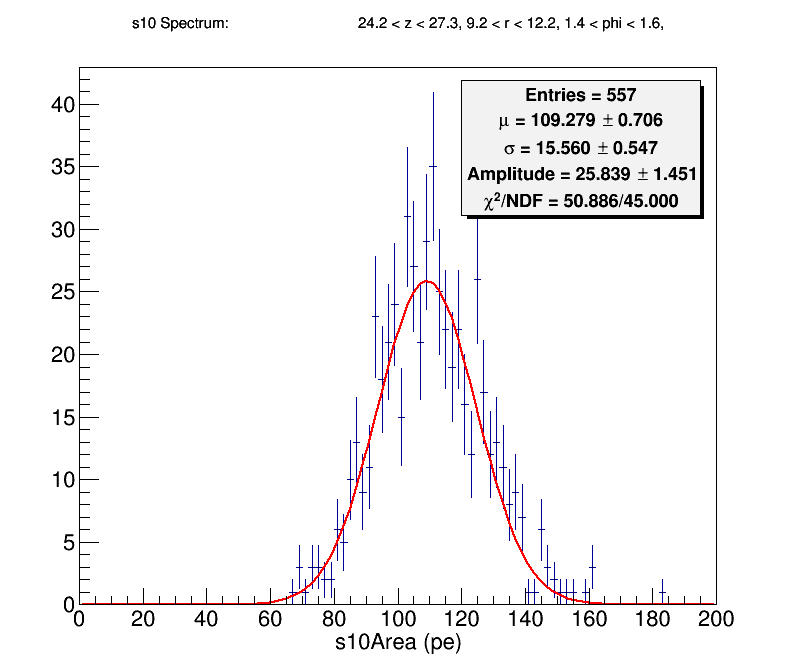 s10 Spectrum: 24.2 < z < 27.3, 9.2 < r < 12.2, 1.4 < phi < 1.6,
Entries = 557
μ = 109.279 ± 0.706
σ = 15.560 ± 0.547
Amplitude = 25.839 ± 1.451
χ²/NDF = 50.886/45.000
40
35
30
25
20
15
10
5
0
0 20 40 60 80 100 120 140 160 180 200
s10Area (pe)